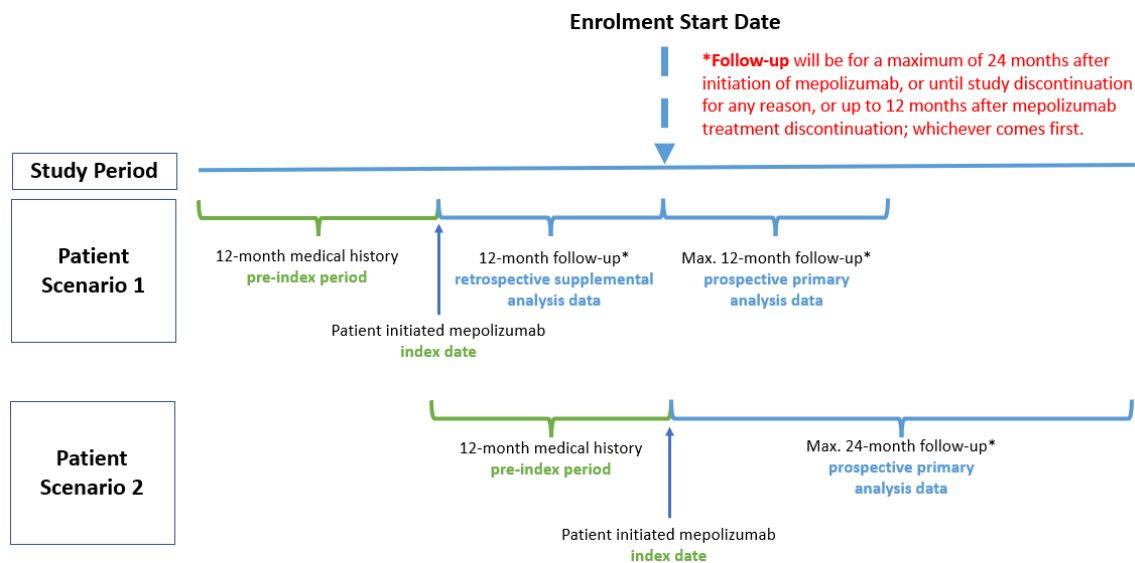 Enrolment Start Date
*Follow-up will be for a maximum of 24 months after
initiation of mepolizumab, or until study discontinuation
for any reason, or up to 12 months after mepolizumab
treatment discontinuation; whichever comes first.
Study Period
Patient
Scenario 1
12-month medical history
pre-index period
12-month follow-up*
retrospective supplemental
analysis data
Max. 12-month follow-up*
prospective primary
analysis data
Patient initiated mepolizumab
index date
Patient
Scenario 2
12-month medical history
pre-index period
Max. 24-month follow-up*
prospective primary
analysis data
Patient initiated mepolizumab
index date